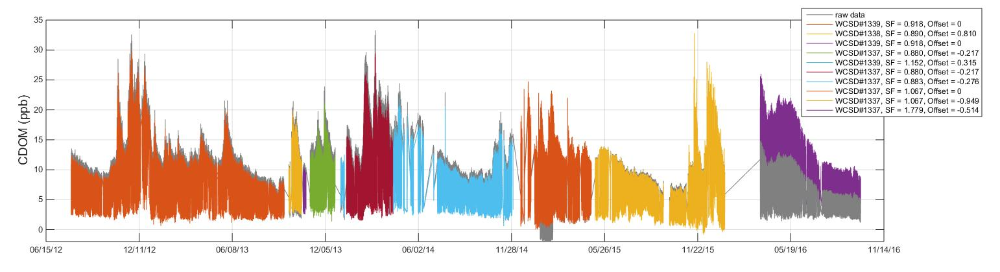 raw data
WCSD#1339, SF = 0.918, Offset = 0
WCSD#1338, SF = 0.890, Offset = 0.810
WCSD#1339, SF = 0.918, Offset = 0
WCSD#1337, SF = 0.880, Offset = -0.217
WCSD#1339, SF = 1.152, Offset = 0.315
WCSD#1337, SF = 0.880, Offset = -0.217
WCSD#1337, SF = 0.883, Offset = -0.276
WCSD#1337, SF = 1.067, Offset = 0
WCSD#1337, SF = 1.067, Offset = -0.949
WCSD#1337, SF = 1.779, Offset = -0.514
CDOM (ppb)
35
30
25
20
15
10
5
0
06/15/12 12/11/12 06/08/13 12/05/13 06/02/14 11/28/14 05/26/15 11/22/15 05/19/16 11/14/16